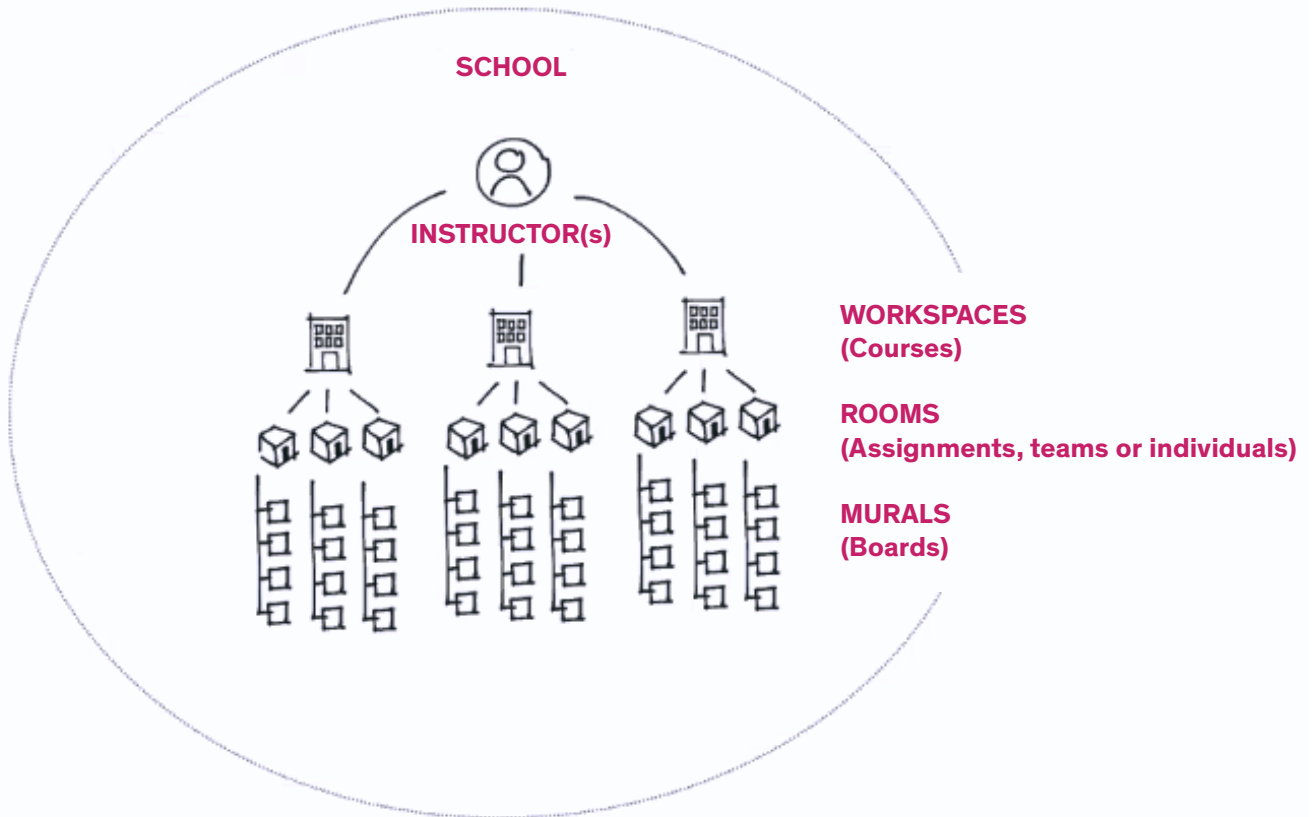 SCHOOL
INSTRUCTOR(s)
WORKSPACES
(Courses)
ROOMS
(Assignments, teams or individuals)
MURALS
(Boards)